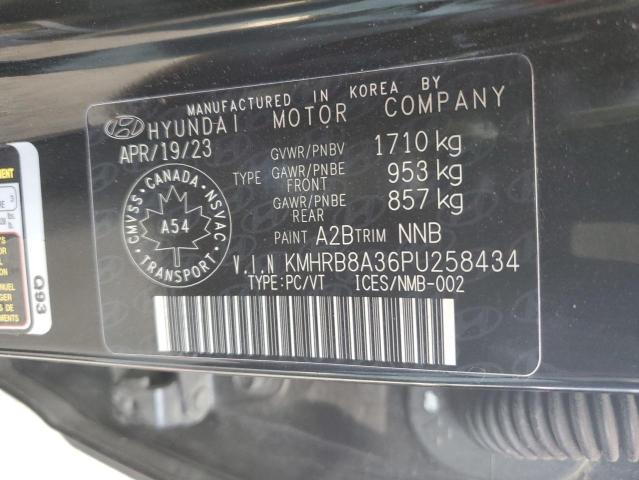 MANUFACTURED IN KOREA BY
HYUNDAI MOTOR COMPANY
APR/19/23
GVWR/PNBV 1710 kg
TYPE GAWR/PNBE FRONT 953 kg
GAWR/PNBE REAR 857 kg
PAINT A2B TRIM NNB
CANADA
CMVSS NSVAC
A54
TRANSPORT
V.I.N KMHRB8A36PU258434
TYPE:PC/VT ICES/NMB-002
Q93